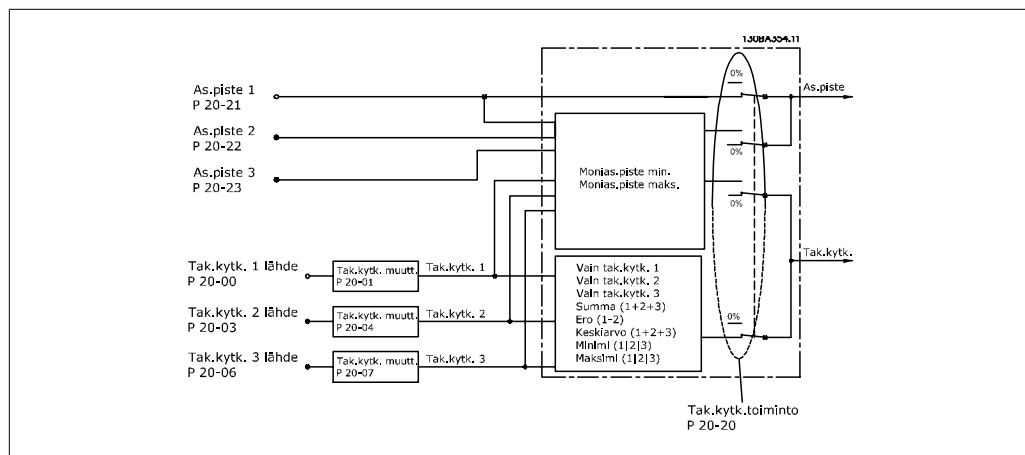 130BA354.11
0%
As.piste 1
P 20-21
As.piste
As.piste 2
P 20-22
0%
As.piste 3
P 20-23
Monias.piste min.
Monias.piste maks.
0%
Tak.kytk.
Tak.kytk. 1 lähde
P 20-00
Tak.kytk. muutt.
P 20-01
Tak.kytk. 1
Tak.kytk. 2 lähde
P 20-03
Tak.kytk. muutt.
P 20-04
Tak.kytk. 2
Tak.kytk. 3 lähde
P 20-06
Tak.kytk. muutt.
P 20-07
Tak.kytk. 3
Vain tak.kytk. 1
Vain tak.kytk. 2
Vain tak.kytk. 3
Summa (1+2+3)
Ero (1-2)
Keskiarvo (1+2+3)
Minimi (1|2|3)
Maksimi (1|2|3)
0%
Tak.kytk.toiminto
P 20-20